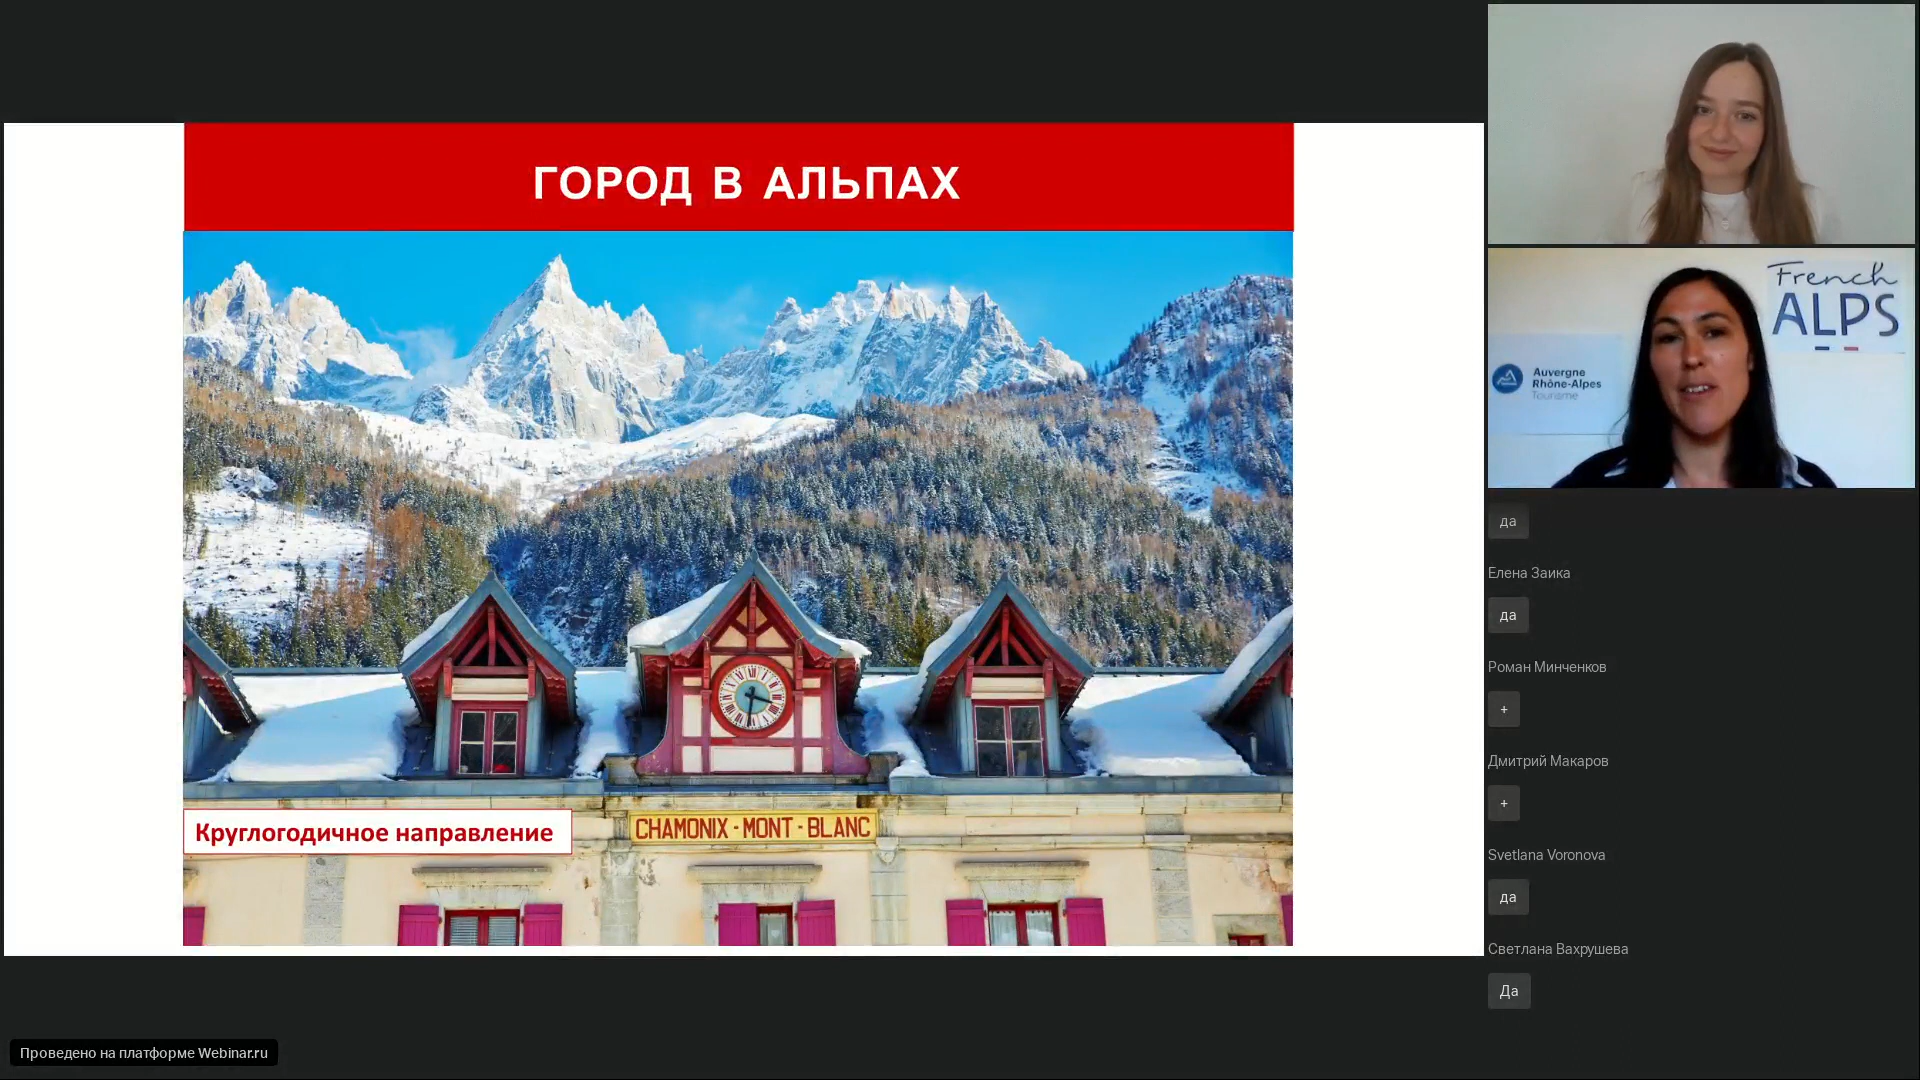 ГОРОД В АЛЬПАХ
Круглогодичное направление
CHAMONIX - MONT - BLANC
French
ALPS
Auvergne
Rhône-Alpes
Tourisme
да
Елена Заика
да
Роман Минченков
+
Дмитрий Макаров
+
Svetlana Voronova
да
Светлана Вахрушева
Да
Проведено на платформе Webinar.ru